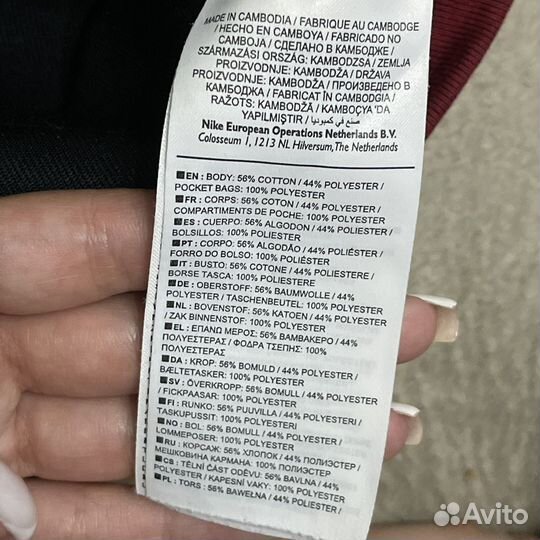 MADE IN CAMBODIA / FABRIQUE AU CAMBODGE
/ HECHO EN CAMBOYA / FABRICADO NO
CAMBOJA / СДЕЛАНО В КАМБОДЖЕ /
SZÁRMAZÁSI ORSZÁG: KAMBODZSA / ZEMLJA
PROIZVODNJE: KAMBODŽA / DRŽAVA
PROIZVODNJE: KAMBODŽA / ПРОИЗВЕДЕНО В
КАМБОДЖА / FABRICAT ÎN CAMBODGIA /
RAŽOTS: KAMBODŽĀ / KAMBOÇYA 'DA
YAPILMIŞTIR / صنع في كمبوديا
Nike European Operations Netherlands B.V.
Colosseum 1, 1213 NL Hilversum, The Netherlands
EN : BODY: 56% COTTON / 44% POLYESTER /
POCKET BAGS: 100% POLYESTER
FR : CORPS: 56% COTON / 44% POLYESTER /
COMPARTIMENTS DE POCHE: 100% POLYESTER
ES : CUERPO: 56% ALGODON / 44% POLIESTER /
BOLSILLOS: 100% POLIESTER
PT : CORPO: 56% ALGODÃO / 44% POLIÉSTER /
FORRO DO BOLSO: 100% POLIÉSTER
IT : BUSTO: 56% COTONE / 44% POLIESTERE /
BORSE TASCA: 100% POLIESTERE
DE : OBERSTOFF: 56% BAUMWOLLE / 44%
POLYESTER / TASCHENBEUTEL: 100% POLYESTER
NL : BOVENSTOF: 56% KATOEN / 44% POLYESTER
/ ZAK BINNENSTOF: 100% POLYESTER
EL : ΕΠΑΝΩ ΜΕΡΟΣ: 56% ΒΑΜΒΑΚΕΡΟ / 44%
ΠΟΛΥΕΣΤΕΡΑΣ / ΦΟΔΡΑ ΤΣΕΠΗΣ: 100%
ΠΟΛΥΕΣΤΕΡΑΣ
DA : KROP: 56% BOMULD / 44% POLYESTER /
BÆLTETASKER: 100% POLYESTER
SV : ÖVERKROPP: 56% BOMULL / 44% POLYESTER
/ FICKPAASAR: 100% POLYESTER
FI : RUNKO: 56% PUUVILLA / 44% POLYESTERI /
TASKUPUSSIT: 100% POLYESTERI
NO : BOL: 56% BOMULL / 44% POLYESTER /
LOMMEPOSER: 100% POLYESTER
RU : КОРСАЖ: 56% ХЛОПОК / 44% ПОЛИЭСТЕР /
МЕШКОВИНА КАРМАНА: 100% ПОЛИЭСТЕР
CS : TĚLNÍ ČÁST ODĚVU: 56% BAVLNA / 44%
POLYESTER / KAPSOVÉ VÁČKY: 100% POLYESTER
PL : TORS : 56% BAWEŁNA / 44% POLIESTER /
Avito